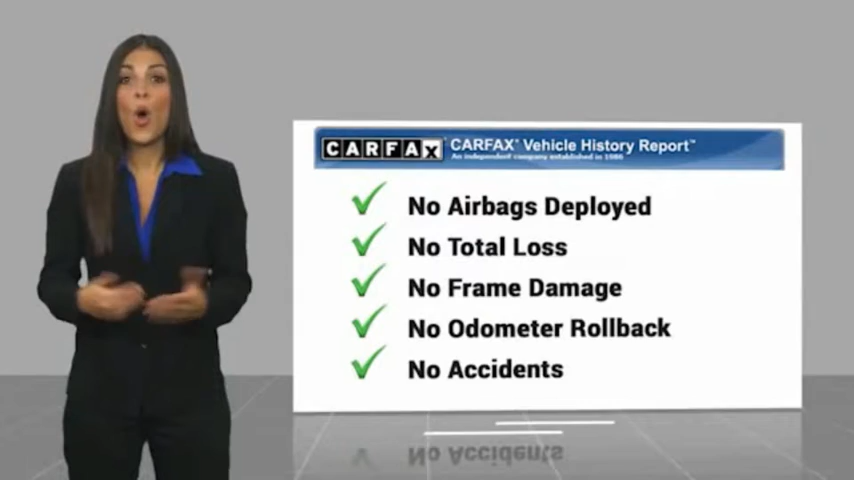 CARFAX CARFAX® Vehicle History Report™
An independent company established in 1986
No Airbags Deployed
No Total Loss
No Frame Damage
No Odometer Rollback
No Accidents
No Accidents